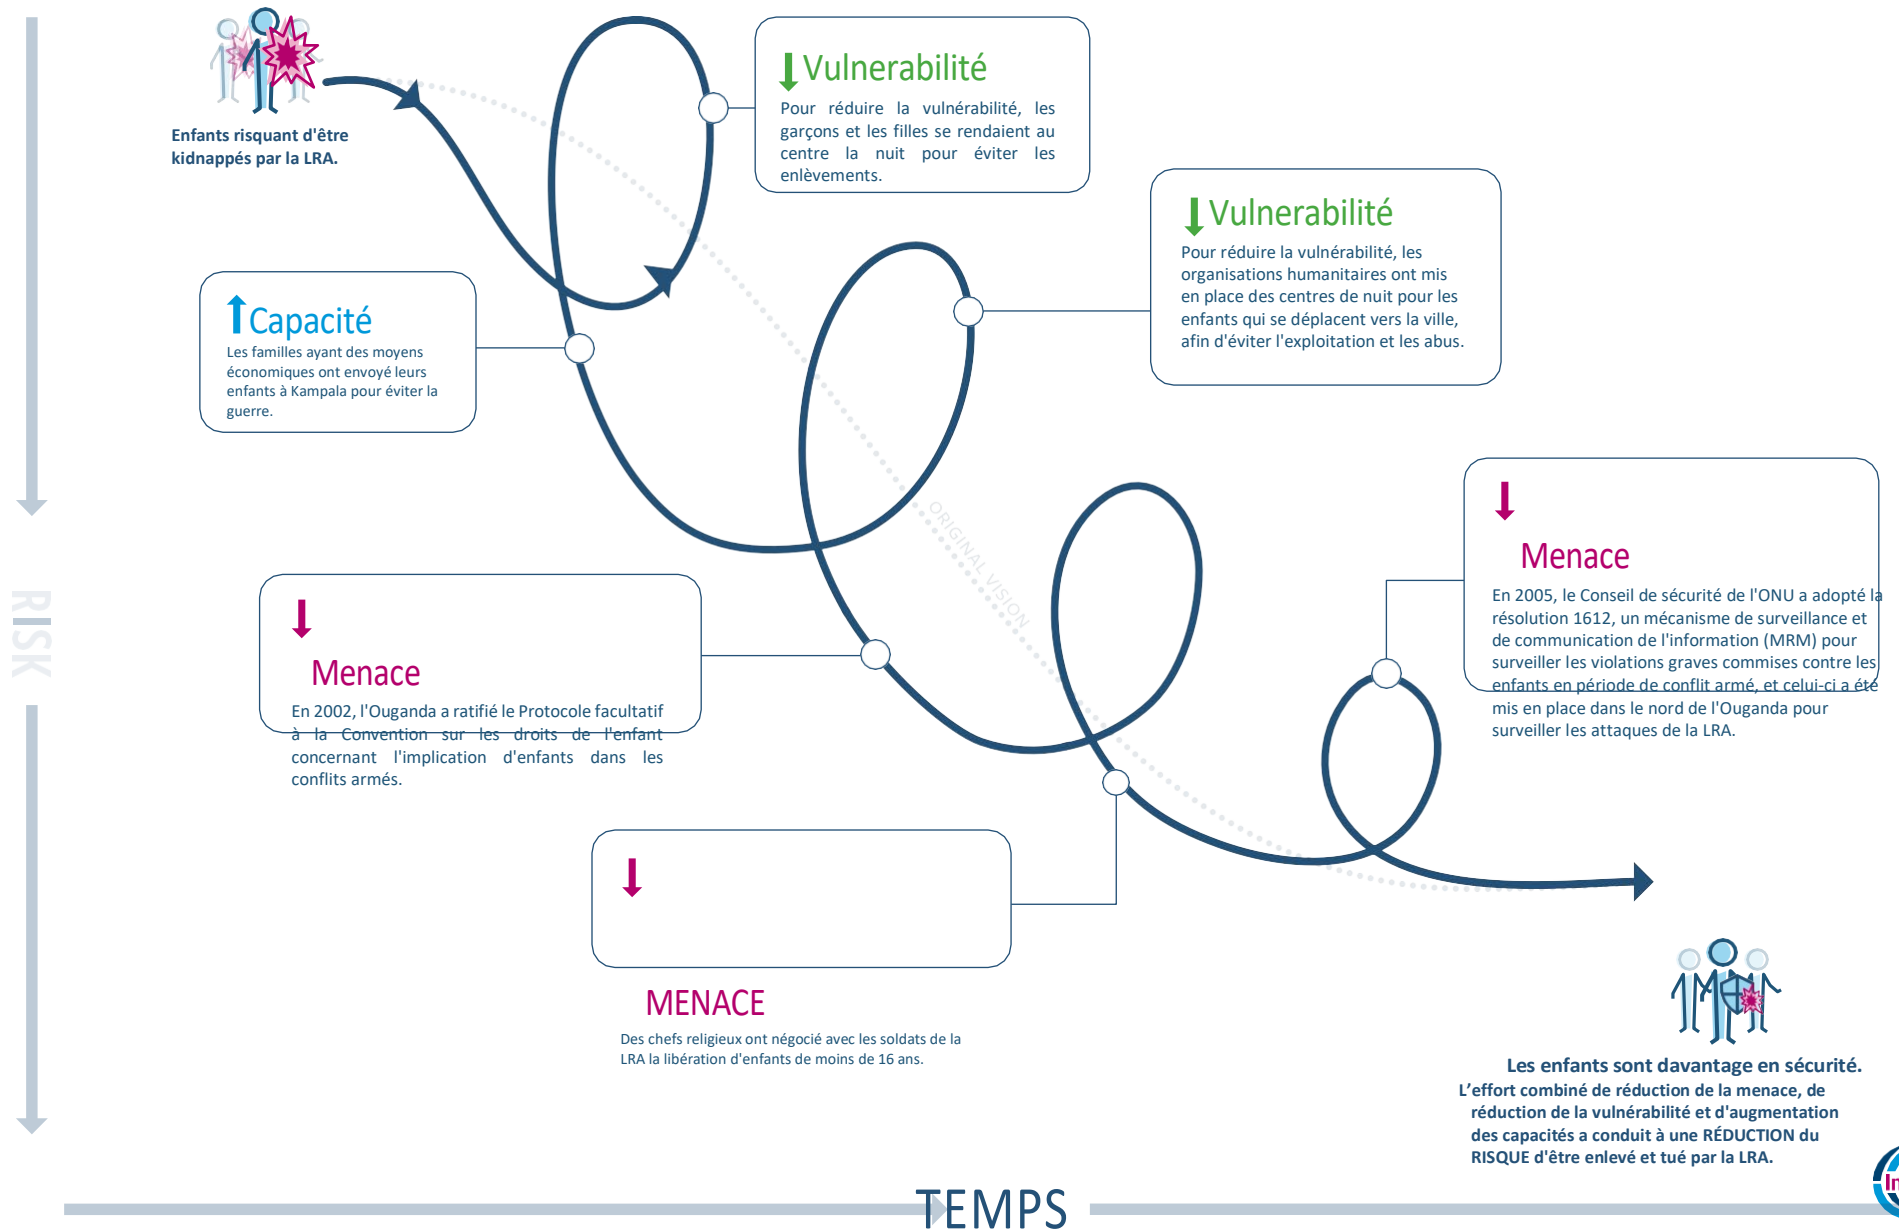 Enfants risquant d'être
kidnappés par la LRA.
Vulnerabilité
Pour réduire la vulnérabilité, les
garçons et les filles se rendaient au
centre la nuit pour éviter les
enlèvements.
Vulnerabilité
Pour réduire la vulnérabilité, les
organisations humanitaires ont mis
en place des centres de nuit pour les
enfants qui se déplacent vers la ville,
afin d'éviter l'exploitation et les abus.
Capacité
Les familles ayant des moyens
économiques ont envoyé leurs
enfants à Kampala pour éviter la
guerre.
ORIGINAL VISION
Menace
En 2005, le Conseil de sécurité de l'ONU a adopté la
résolution 1612, un mécanisme de surveillance et
de communication de l'information (MRM) pour
surveiller les violations graves commises contre les
enfants en période de conflit armé, et celui-ci a été
mis en place dans le nord de l'Ouganda pour
surveiller les attaques de la LRA.
RISK
Menace
En 2002, l'Ouganda a ratifié le Protocole facultatif
à la Convention sur les droits de l'enfant
concernant l'implication d'enfants dans les
conflits armés.
MENACE
Des chefs religieux ont négocié avec les soldats de la
LRA la libération d'enfants de moins de 16 ans.
Les enfants sont davantage en sécurité.
L'effort combiné de réduction de la menace, de
réduction de la vulnérabilité et d'augmentation
des capacités a conduit à une RÉDUCTION du
RISQUE d'être enlevé et tué par la LRA.
TEMPS